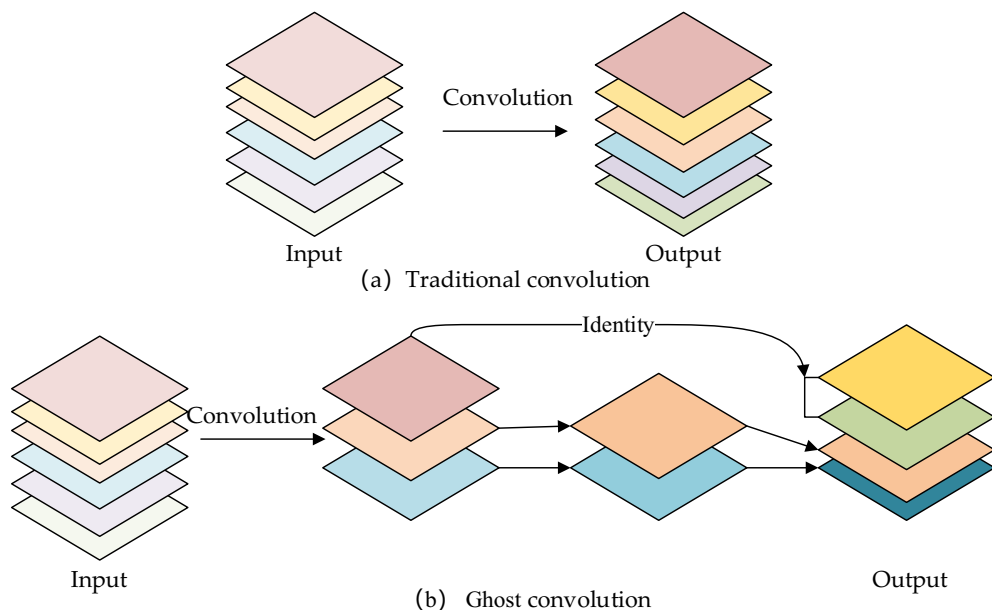 Convolution
Input
Output
(a) Traditional convolution
Identity
Convolution
Input
Output
(b) Ghost convolution